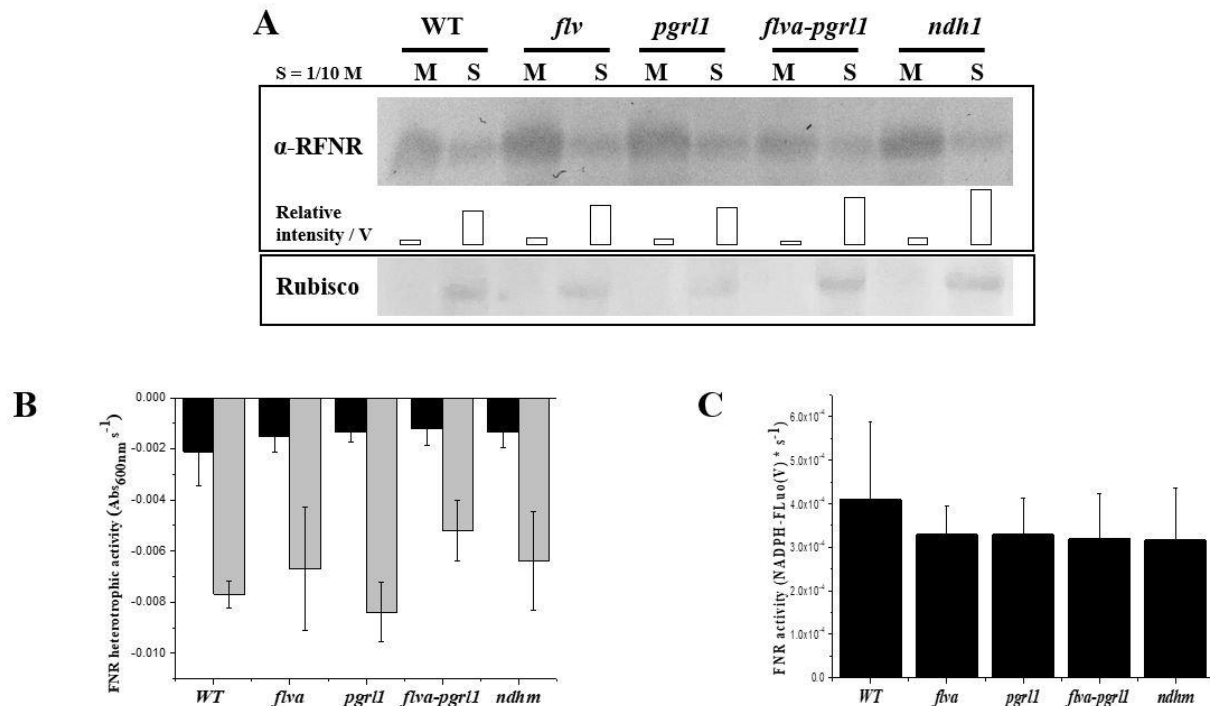 A
WT flv pgrl1 flva-pgrl1 ndh1
S = 1/10 M M S M S M S M S M S
α-RFNR
Relative
intensity / V
Rubisco
B
FNR heterotrophic activity (Abs600nm s-1)
0.000
-0.002
-0.004
-0.006
-0.008
-0.010
WT flva pgrl1 flva-pgrl1 ndhm
C
FNR activity (NADPH-FLuo(V) * s-1)
6.0x10-4
5.0x10-4
4.0x10-4
3.0x10-4
2.0x10-4
1.0x10-4
0.0
WT flva pgrl1 flva-pgrl1 ndhm